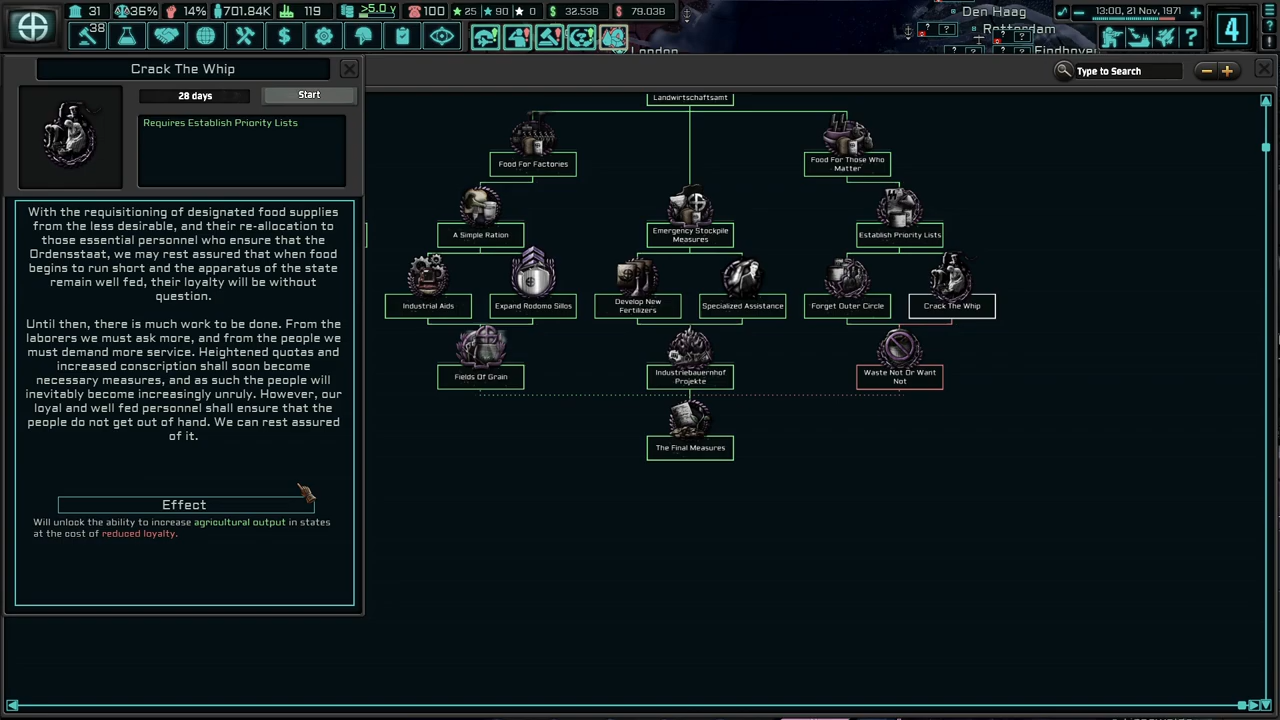 31 36% 14% 701.84K 119 >5.0 y 100 25 90 0 $ 32.53B $ 79.03B
Den Haag
Rotterdam
Eindhove
London
13:00, 21 Nov, 1971
4
38
Crack The Whip
Type to Search
28 days
Start
Requires Establish Priority Lists
With the requisitioning of designated food supplies
from the less desirable, and their re-allocation to
those essential personnel who ensure that the
Ordensstaat, we may rest assured that when food
begins to run short and the apparatus of the state
remain well fed, their loyalty will be without
question.
Until then, there is much work to be done. From the
laborers we must ask more, and from the people we
must demand more service. Heightened quotas and
increased conscription shall soon become
necessary measures, and as such the people will
inevitably become increasingly unruly. However, our
loyal and well fed personnel shall ensure that the
people do not get out of hand. We can rest assured
of it.
Effect
Will unlock the ability to increase agricultural output in states
at the cost of reduced loyalty.
Landwirtschaftsamt
Food For Factories
Food For Those Who
Matter
A Simple Ration
Emergency Stockpile
Measures
Establish Priority Lists
Industrial Aids
Expand Rodomo Silos
Develop New
Fertilizers
Specialized Assistance
Forget Outer Circle
Crack The Whip
Fields Of Grain
Industriebauernhof
Projekte
Waste Not Or Want
Not
The Final Measures